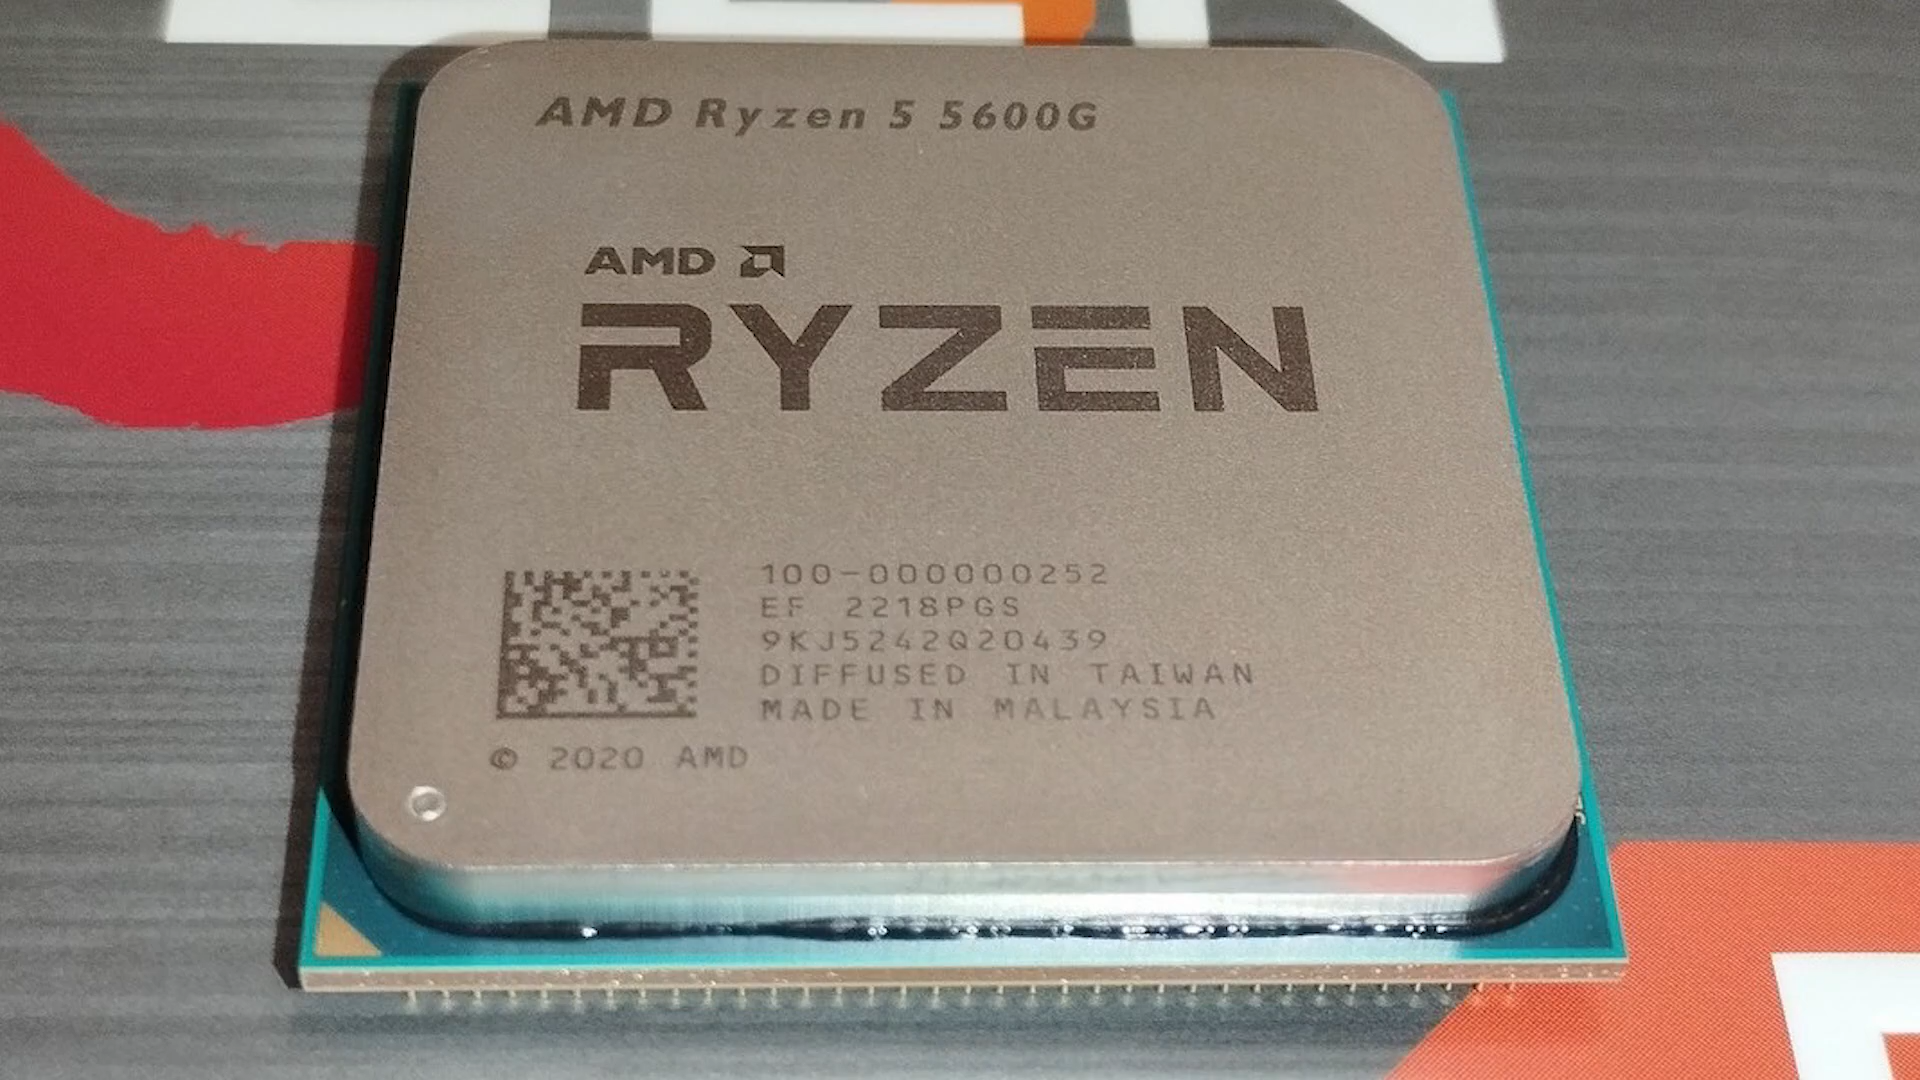 AMD Ryzen 5 5600G
AMD
RYZEN
100-000000252
EF 2218PGS
9KJ5242Q20439
DIFFUSED IN TAIWAN
MADE IN MALAYSIA
© 2020 AMD